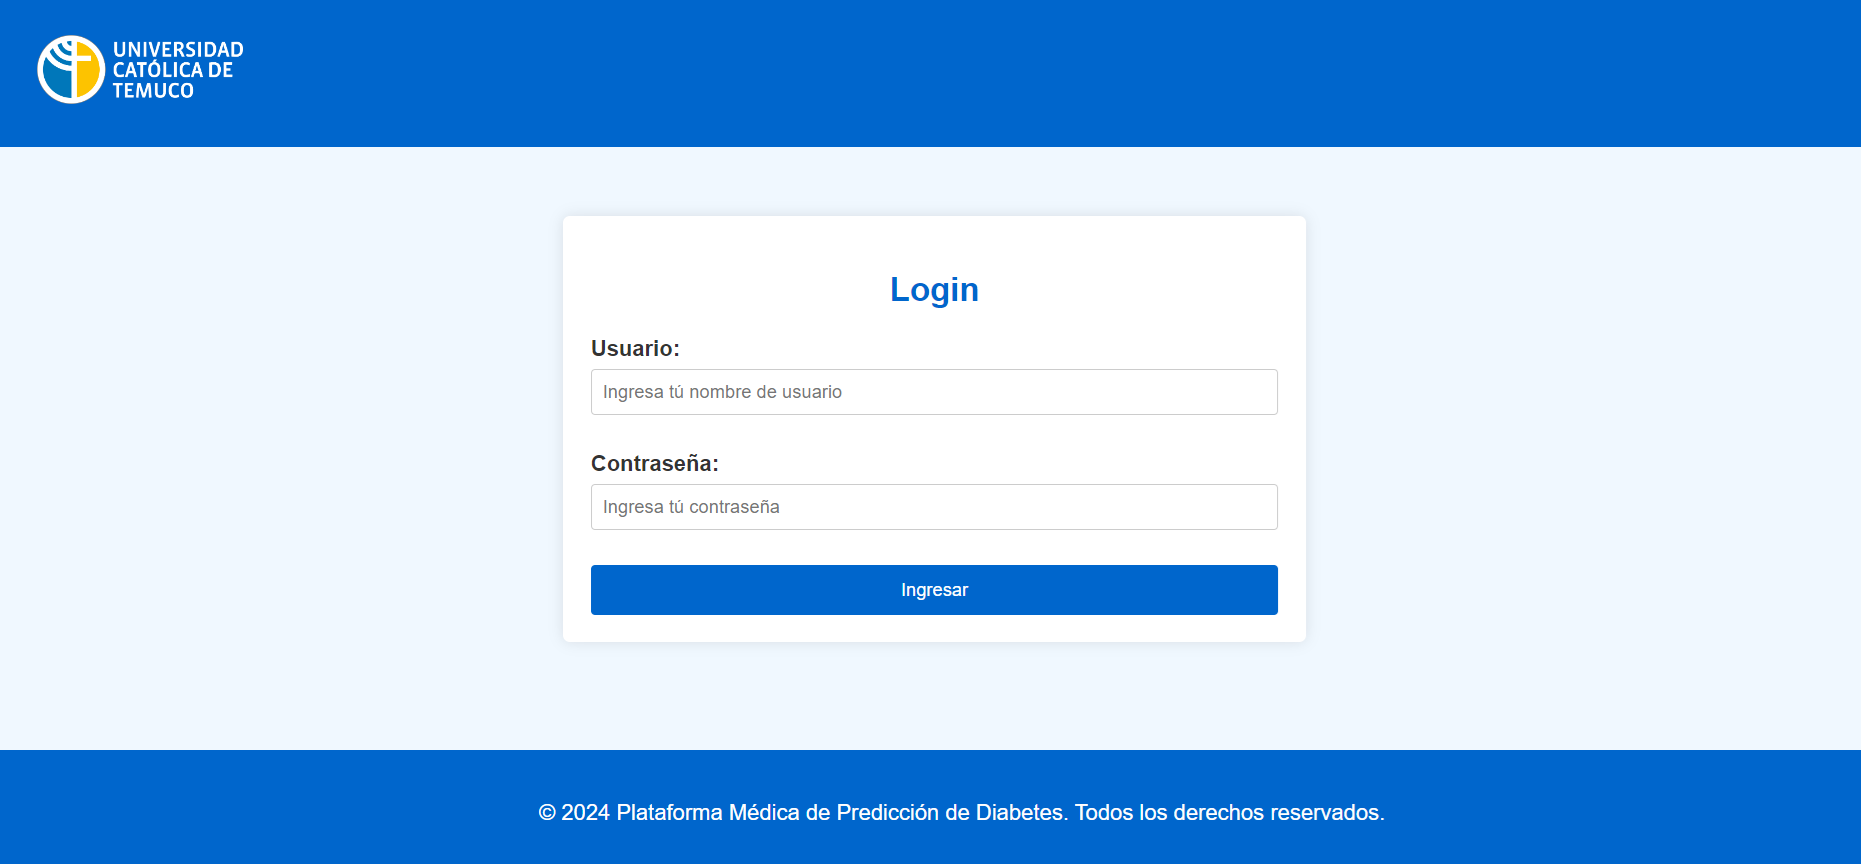 UNIVERSIDAD
CATÓLICA DE
TEMUCO
Login
Usuario:
Ingresa tú nombre de usuario
Contraseña:
Ingresa tú contraseña
Ingresar
© 2024 Plataforma Médica de Predicción de Diabetes. Todos los derechos reservados.